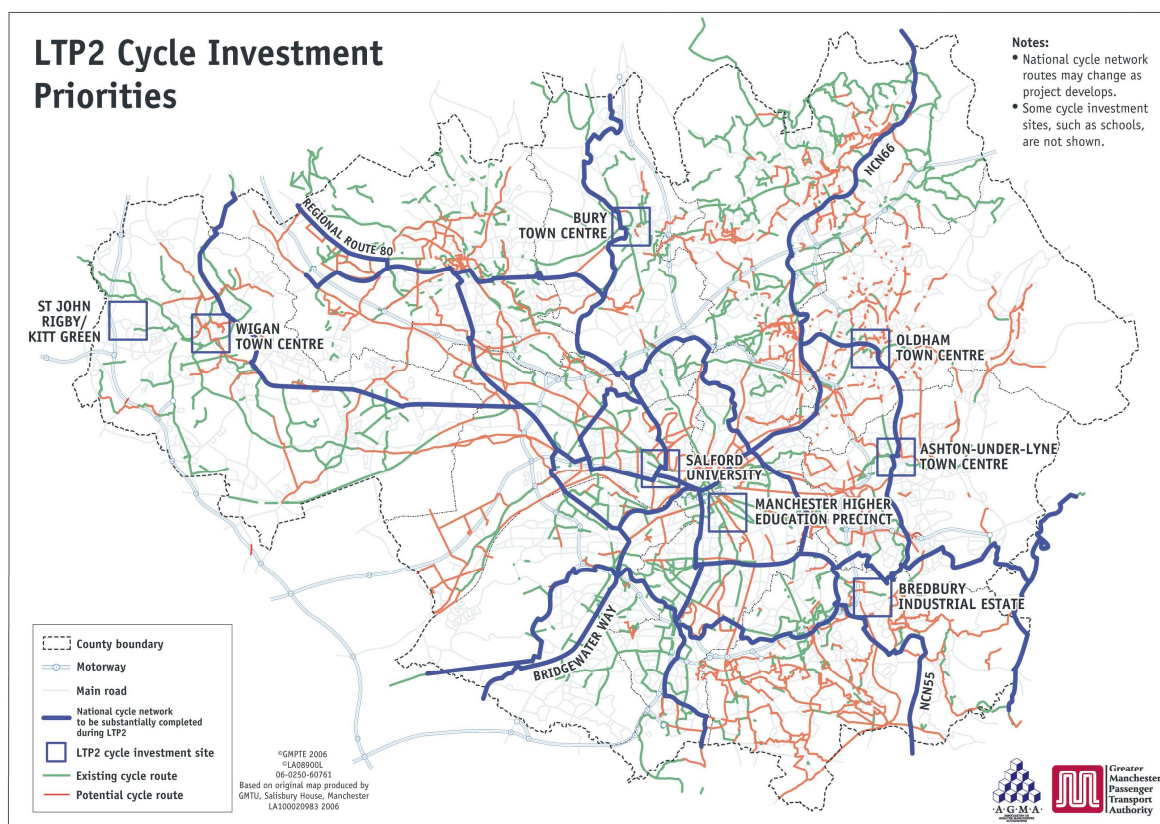 LTP2 Cycle Investment
Priorities
Notes:
• National cycle network
routes may change as
project develops.
• Some cycle investment
sites, such as schools,
are not shown.
NCN66
REGIONAL ROUTE 80
BURY
TOWN CENTRE
ST JOHN
RIGBY/
KITT GREEN
WIGAN
TOWN CENTRE
OLDHAM
TOWN CENTRE
SALFORD
UNIVERSITY
ASHTON-UNDER-LYNE
TOWN CENTRE
MANCHESTER HIGHER
EDUCATION PRECINCT
BREDBURY
INDUSTRIAL ESTATE
BRIDGEWATER WAY
NCN55
County boundary
Motorway
Main road
National cycle network
to be substantially completed
during LTP2
LTP2 cycle investment site
Existing cycle route
Potential cycle route
©GMPTE 2006
©LA08900L
06-0250-60761
Based on original map produced by
GMTU, Salisbury House, Manchester
LA100020983 2006
·A·G·M·A·
ASSOCIATION OF
GREATER MANCHESTER
AUTHORITIES
Greater
Manchester
Passenger
Transport
Authority